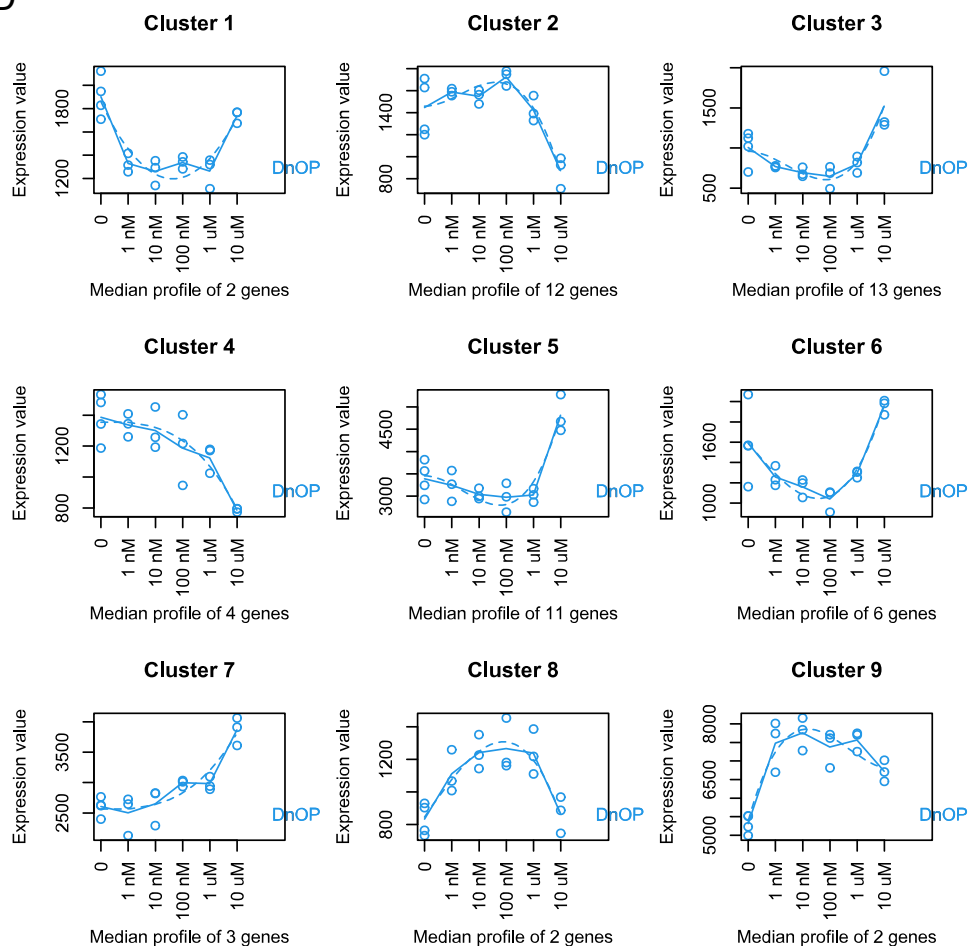 Cluster 1
Expression value
1200
1800
DnOP
0
1 nM
10 nM
100 nM
1 uM
10 uM
Median profile of 2 genes
Cluster 2
Expression value
800
1400
DnOP
0
1 nM
10 nM
100 nM
1 uM
10 uM
Median profile of 12 genes
Cluster 3
Expression value
500
1500
DnOP
0
1 nM
10 nM
100 nM
1 uM
10 uM
Median profile of 13 genes
Cluster 4
Expression value
800
1200
DnOP
0
1 nM
10 nM
100 nM
1 uM
10 uM
Median profile of 4 genes
Cluster 5
Expression value
3000
4500
DnOP
0
1 nM
10 nM
100 nM
1 uM
10 uM
Median profile of 11 genes
Cluster 6
Expression value
1000
1600
DnOP
0
1 nM
10 nM
100 nM
1 uM
10 uM
Median profile of 6 genes
Cluster 7
Expression value
2500
3500
DnOP
0
1 nM
10 nM
100 nM
1 uM
10 uM
Median profile of 3 genes
Cluster 8
Expression value
800
1200
DnOP
0
1 nM
10 nM
100 nM
1 uM
10 uM
Median profile of 2 genes
Cluster 9
Expression value
5000
6500
8000
DnOP
0
1 nM
10 nM
100 nM
1 uM
10 uM
Median profile of 2 genes